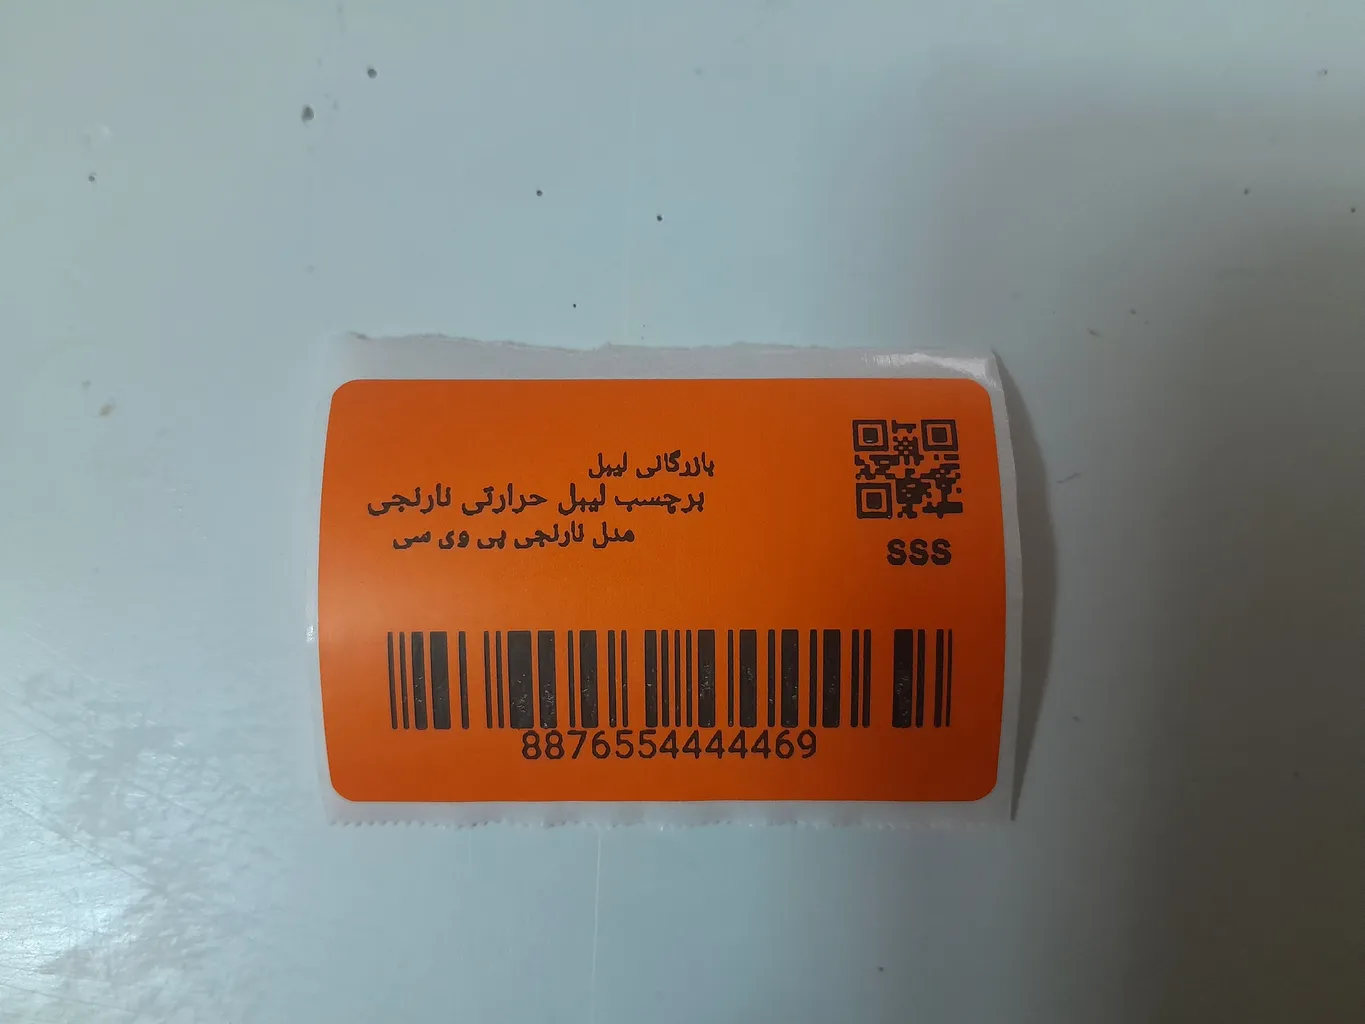 بازرگانی لیبل
برچسب لیبل حرارتی نارنجی
مدل نارنجی پی وی سی
SSS
8876554444469